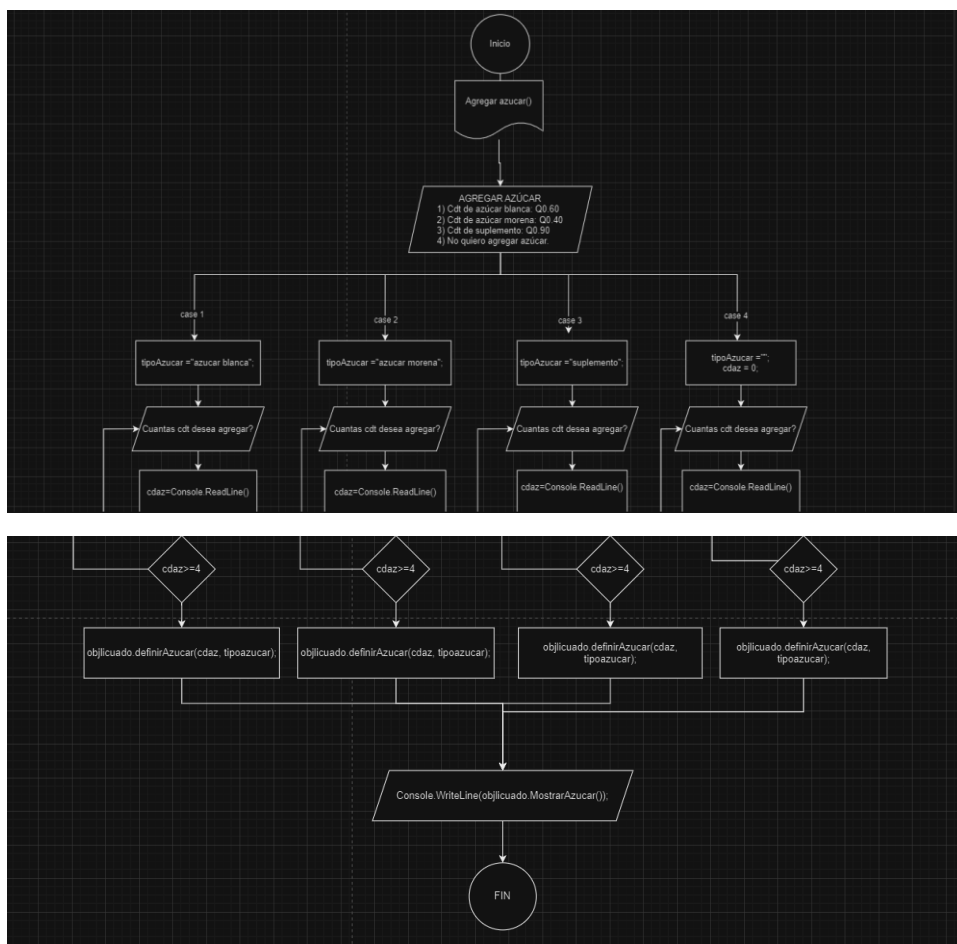 Inicio
Agregar azucar()
AGREGAR AZÚCAR
1) Cdt de azúcar blanca: Q0.60
2) Cdt de azúcar morena: Q0.40
3) Cdt de suplemento: Q0.90
4) No quiero agregar azúcar.
case 1
case 2
case 3
case 4
tipoAzucar ="azucar blanca";
tipoAzucar ="azucar morena";
tipoAzucar ="suplemento";
tipoAzucar ="";
cdaz = 0;
Cuantas cdt desea agregar?
Cuantas cdt desea agregar?
Cuantas cdt desea agregar?
Cuantas cdt desea agregar?
cdaz=Console.ReadLine()
cdaz=Console.ReadLine()
cdaz=Console.ReadLine()
cdaz=Console.ReadLine()
cdaz>=4
cdaz>=4
cdaz>=4
cdaz>=4
objlicuado.definirAzucar(cdaz, tipoazucar);
objlicuado.definirAzucar(cdaz, tipoazucar);
objlicuado.definirAzucar(cdaz,
tipoazucar);
objlicuado.definirAzucar(cdaz,
tipoazucar);
Console.WriteLine(objlicuado.MostrarAzucar());
FIN